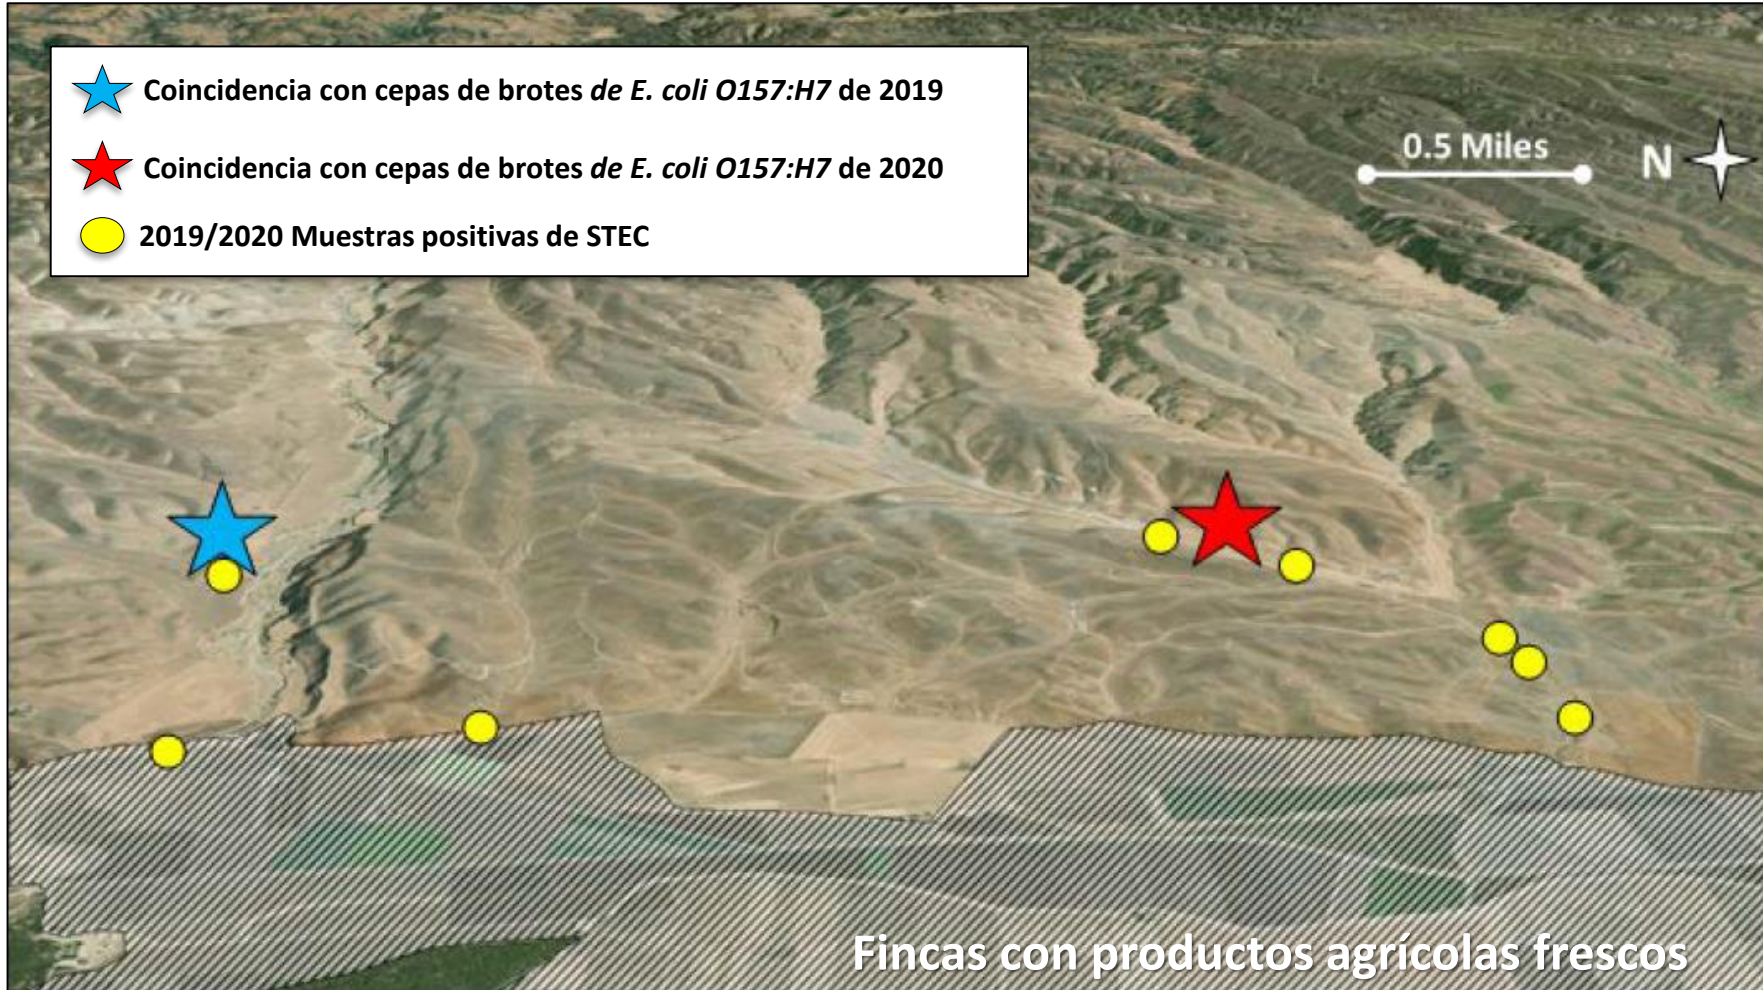 Coincidencia con cepas de brotes de E. coli O157:H7 de 2019
Coincidencia con cepas de brotes de E. coli O157:H7 de 2020
2019/2020 Muestras positivas de STEC
0.5 Miles
N
Fincas con productos agrícolas frescos